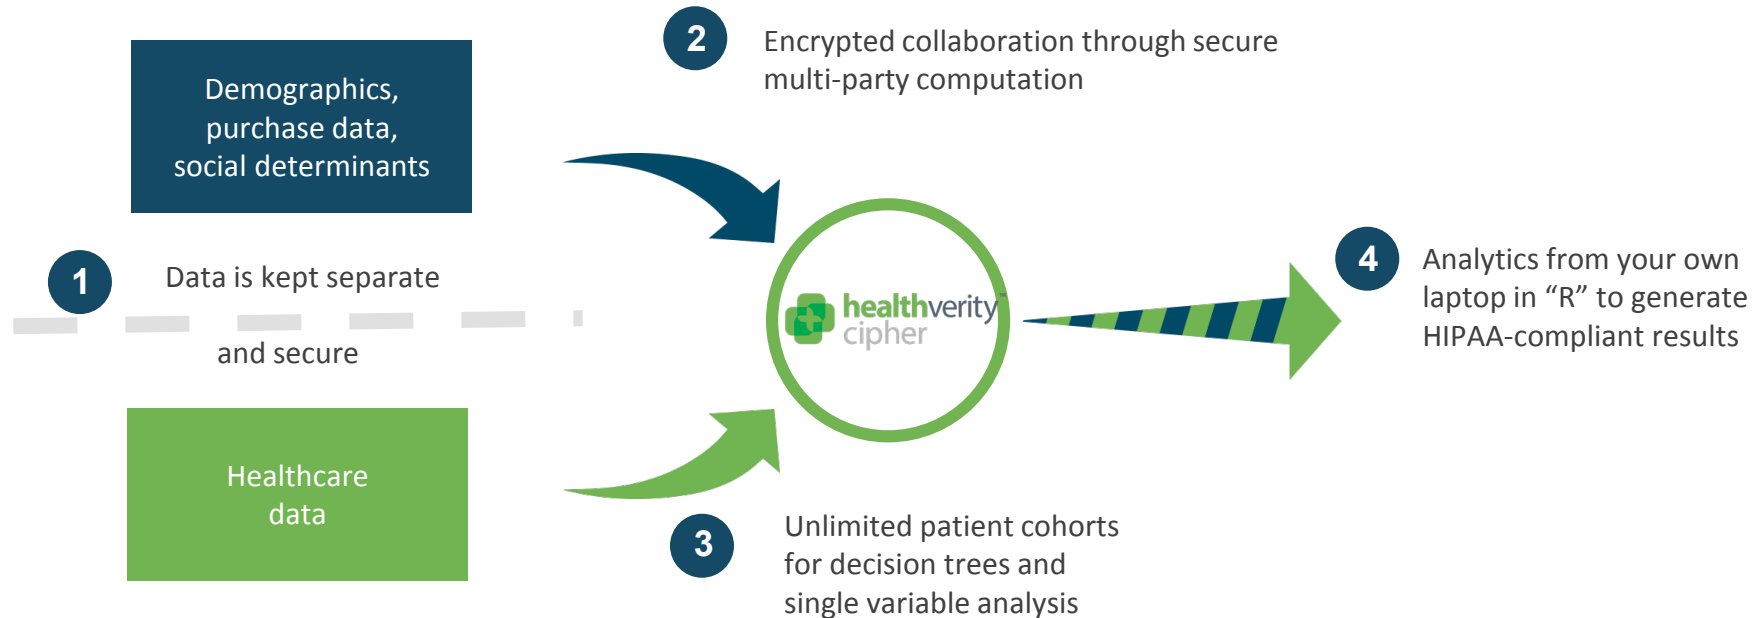 Demographics,
purchase data,
social determinants
1
Data is kept separate
and secure
Healthcare
data
2
Encrypted collaboration through secure
multi-party computation
healthverity™
cipher
3
Unlimited patient cohorts
for decision trees and
single variable analysis
4
Analytics from your own
laptop in “R” to generate
HIPAA-compliant results